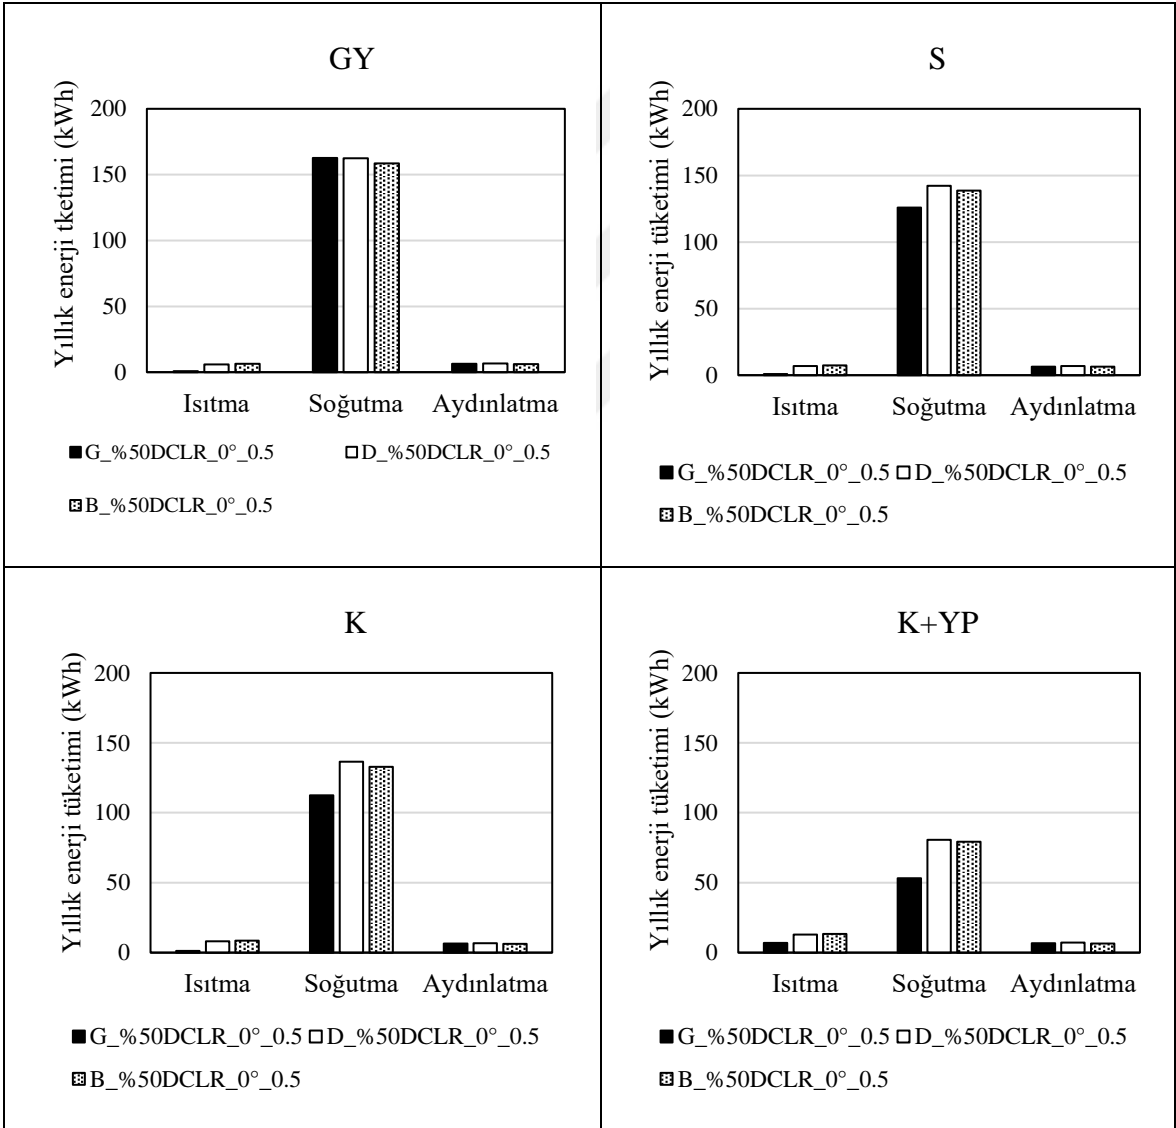 GY
Yıllık enerji tketimi (kWh)
200
150
100
50
0
Isıtma Soğutma Aydınlatma
G_%50DCLR_0°_0.5 D_%50DCLR_0°_0.5
B_%50DCLR_0°_0.5
S
Yıllık enerji tüketimi (kWh)
200
150
100
50
0
Isıtma Soğutma Aydınlatma
G_%50DCLR_0°_0.5 D_%50DCLR_0°_0.5
B_%50DCLR_0°_0.5
K
Yıllık enerji tüketimi (kWh)
200
150
100
50
0
Isıtma Soğutma Aydınlatma
G_%50DCLR_0°_0.5 D_%50DCLR_0°_0.5
B_%50DCLR_0°_0.5
K+YP
Yıllık enerji tüketimi (kWh)
200
150
100
50
0
Isıtma Soğutma Aydınlatma
G_%50DCLR_0°_0.5 D_%50DCLR_0°_0.5
B_%50DCLR_0°_0.5